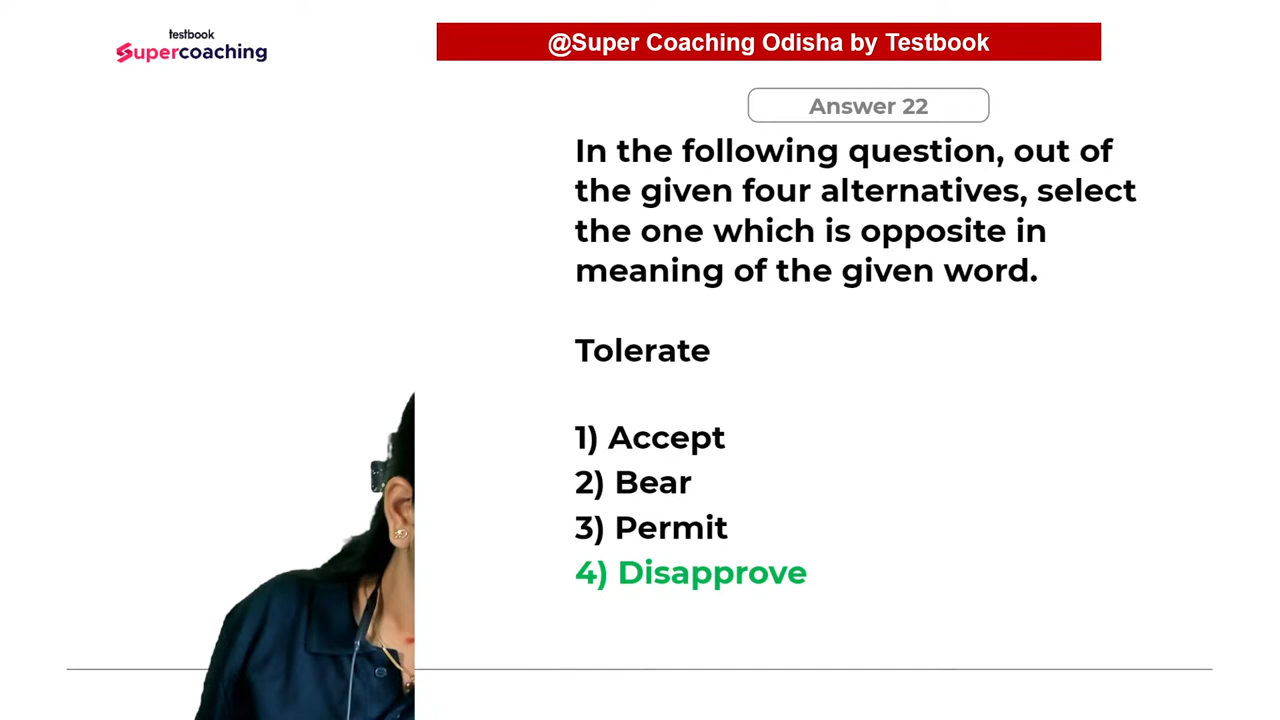 testbook
Supercoaching
@Super Coaching Odisha by Testbook
Answer 22
In the following question, out of
the given four alternatives, select
the one which is opposite in
meaning of the given word.
Tolerate
1) Accept
2) Bear
3) Permit
4) Disapprove